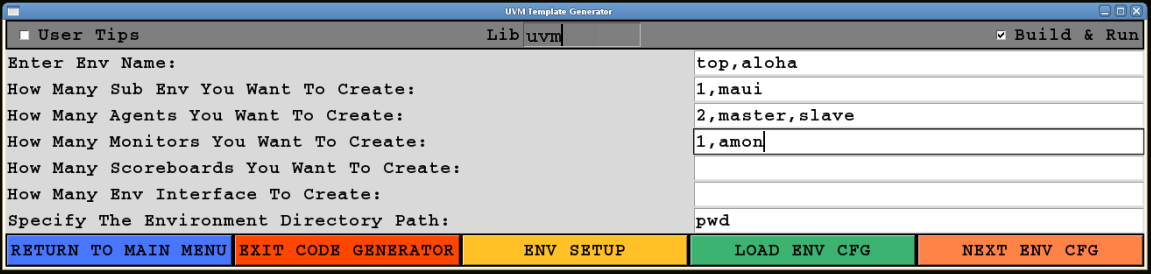 UVM Template Generator
User Tips Lib uvm Build & Run
Enter Env Name: top,aloha
How Many Sub Env You Want To Create: 1,maui
How Many Agents You Want To Create: 2,master,slave
How Many Monitors You Want To Create: 1,amon
How Many Scoreboards You Want To Create:
How Many Env Interface To Create:
Specify The Environment Directory Path: pwd
RETURN TO MAIN MENU EXIT CODE GENERATOR ENV SETUP LOAD ENV CFG NEXT ENV CFG